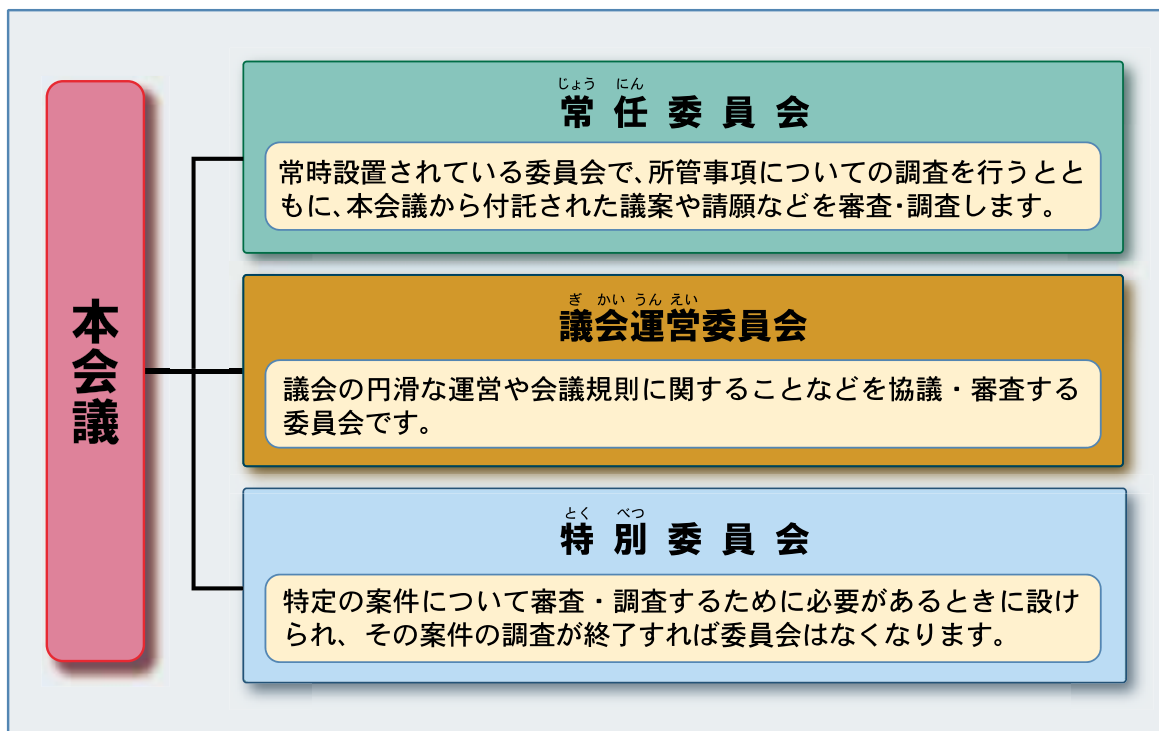 本会議
じょう にん
常任委員会
常時設置されている委員会で、所管事項についての調査を行うとと
もに、本会議から付託された議案や請願などを審査・調査します。
ぎ かい うん えい
議会運営委員会
議会の円滑な運営や会議規則に関することなどを協議・審査する
委員会です。
とく べつ
特別委員会
特定の案件について審査・調査するために必要があるときに設け
られ、その案件の調査が終了すれば委員会はなくなります。